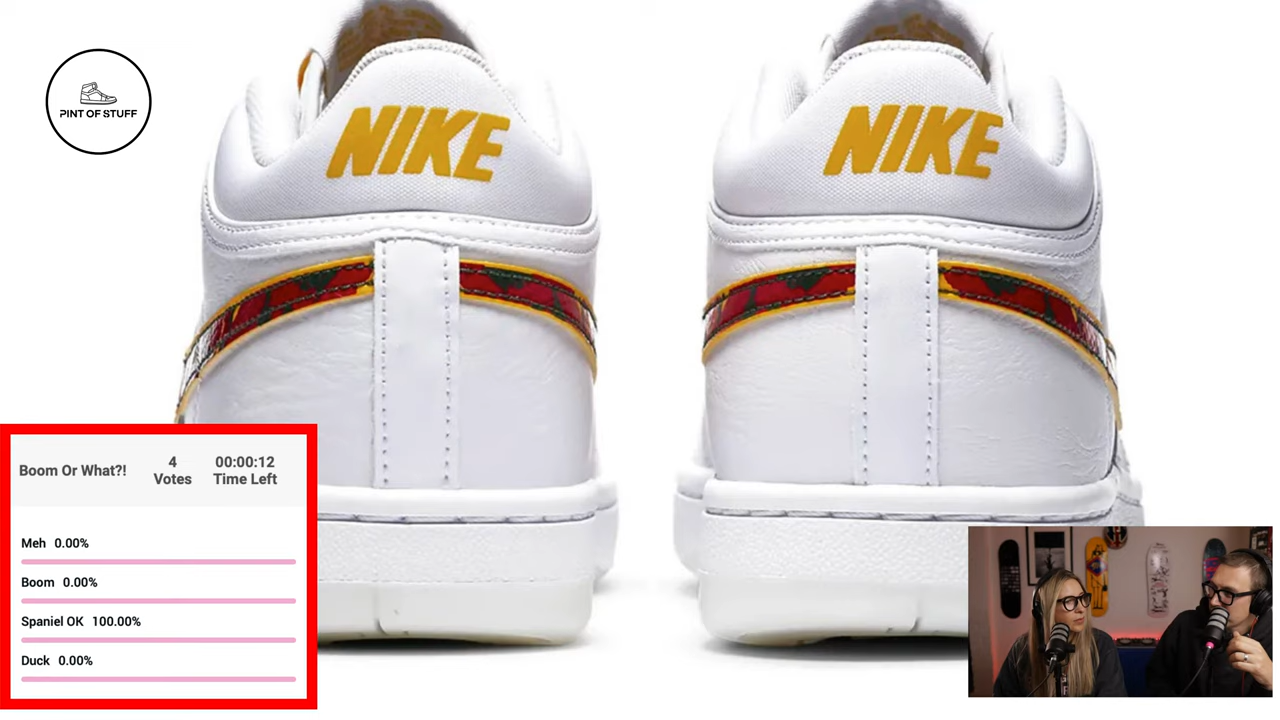 PINT OF STUFF
NIKE
NIKE
Boom Or What?!
4
Votes
00:00:12
Time Left
Meh 0.00%
Boom 0.00%
Spaniel OK 100.00%
Duck 0.00%